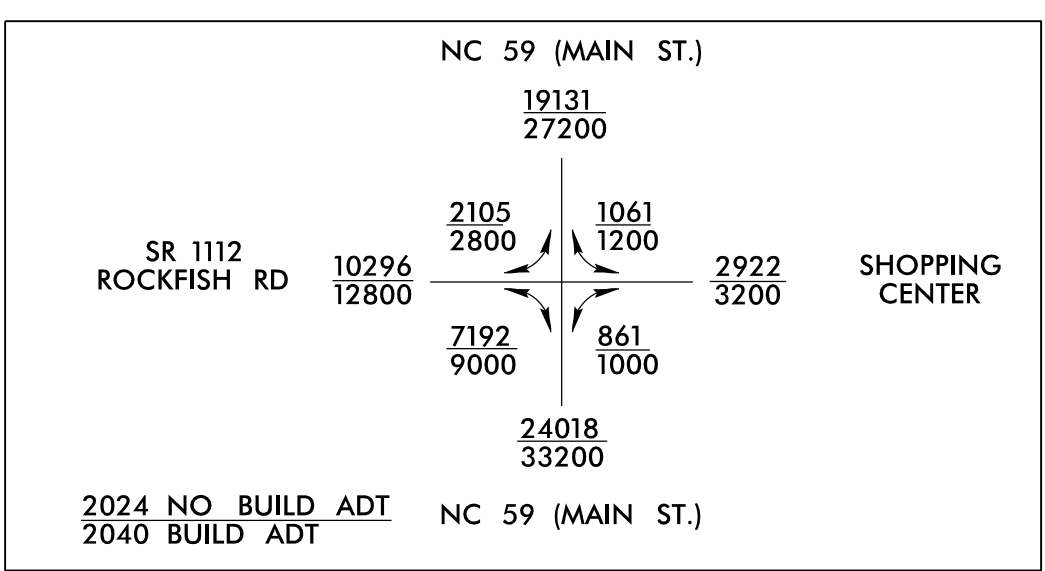 NC 59 (MAIN ST.)
19131
27200
2105
2800
1061
1200
SR 1112
ROCKFISH RD
10296
12800
2922
3200
SHOPPING
CENTER
7192
9000
861
1000
24018
33200
2024 NO BUILD ADT
2040 BUILD ADT
NC 59 (MAIN ST.)